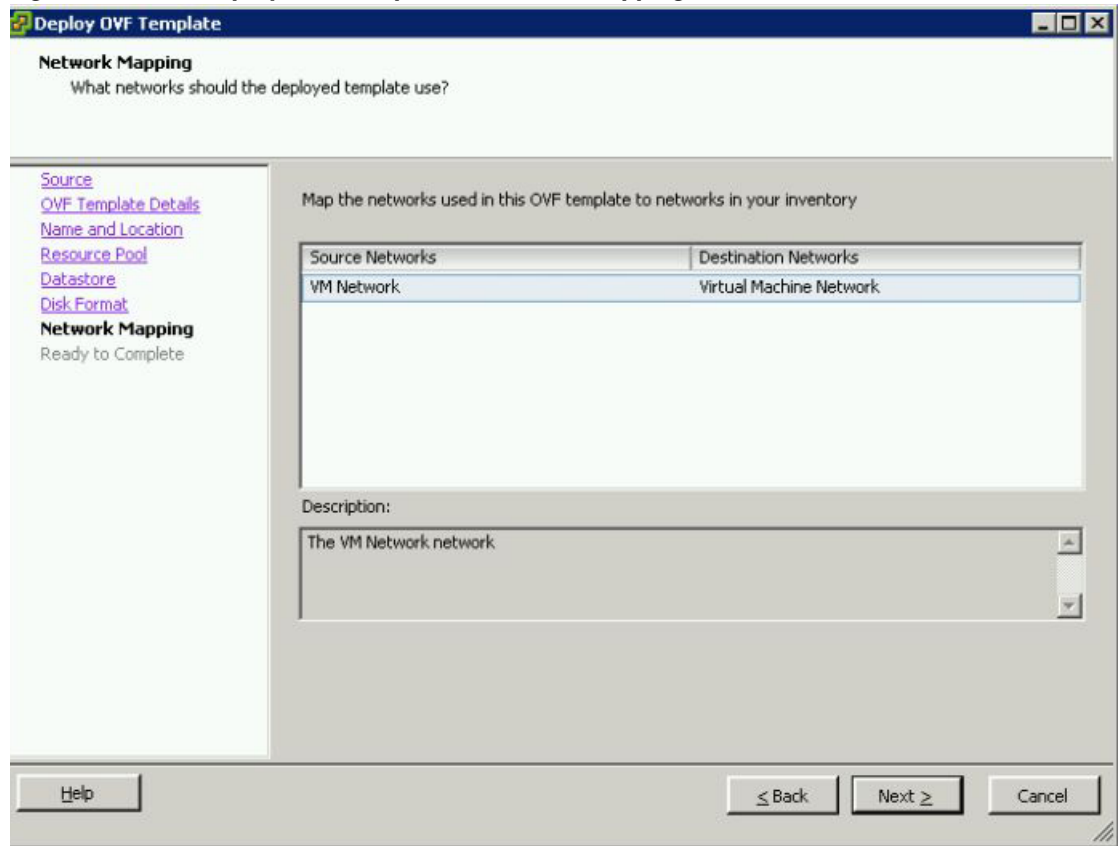 Deploy OVF Template
Network Mapping
What networks should the deployed template use?
Source
OVF Template Details
Name and Location
Resource Pool
Datastore
Disk Format
Network Mapping
Ready to Complete
Map the networks used in this OVF template to networks in your inventory
Source Networks Destination Networks
VM Network Virtual Machine Network
Description:
The VM Network network
Help ≤ Back Next ≥ Cancel